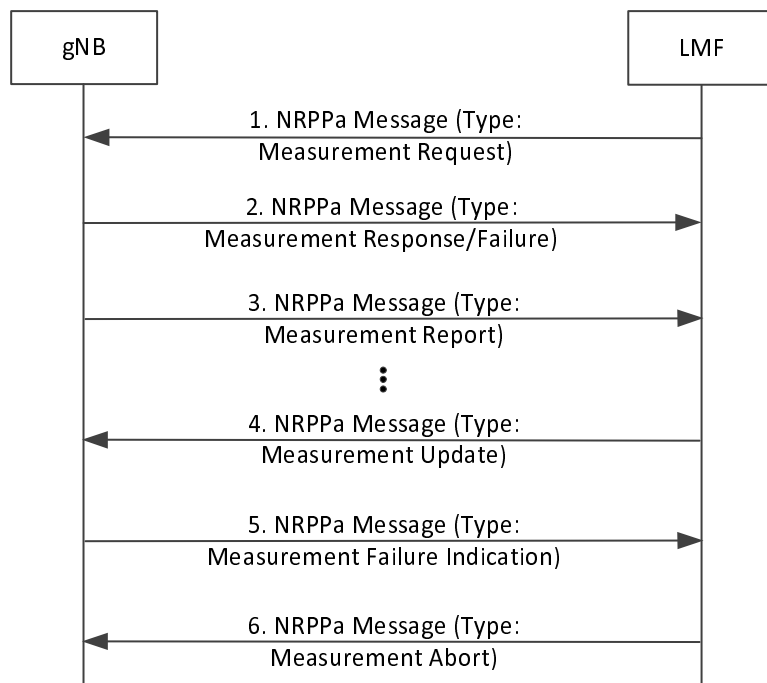 gNB
LMF
1. NRPPa Message (Type:
Measurement Request)
2. NRPPa Message (Type:
Measurement Response/Failure)
3. NRPPa Message (Type:
Measurement Report)
4. NRPPa Message (Type:
Measurement Update)
5. NRPPa Message (Type:
Measurement Failure Indication)
6. NRPPa Message (Type:
Measurement Abort)